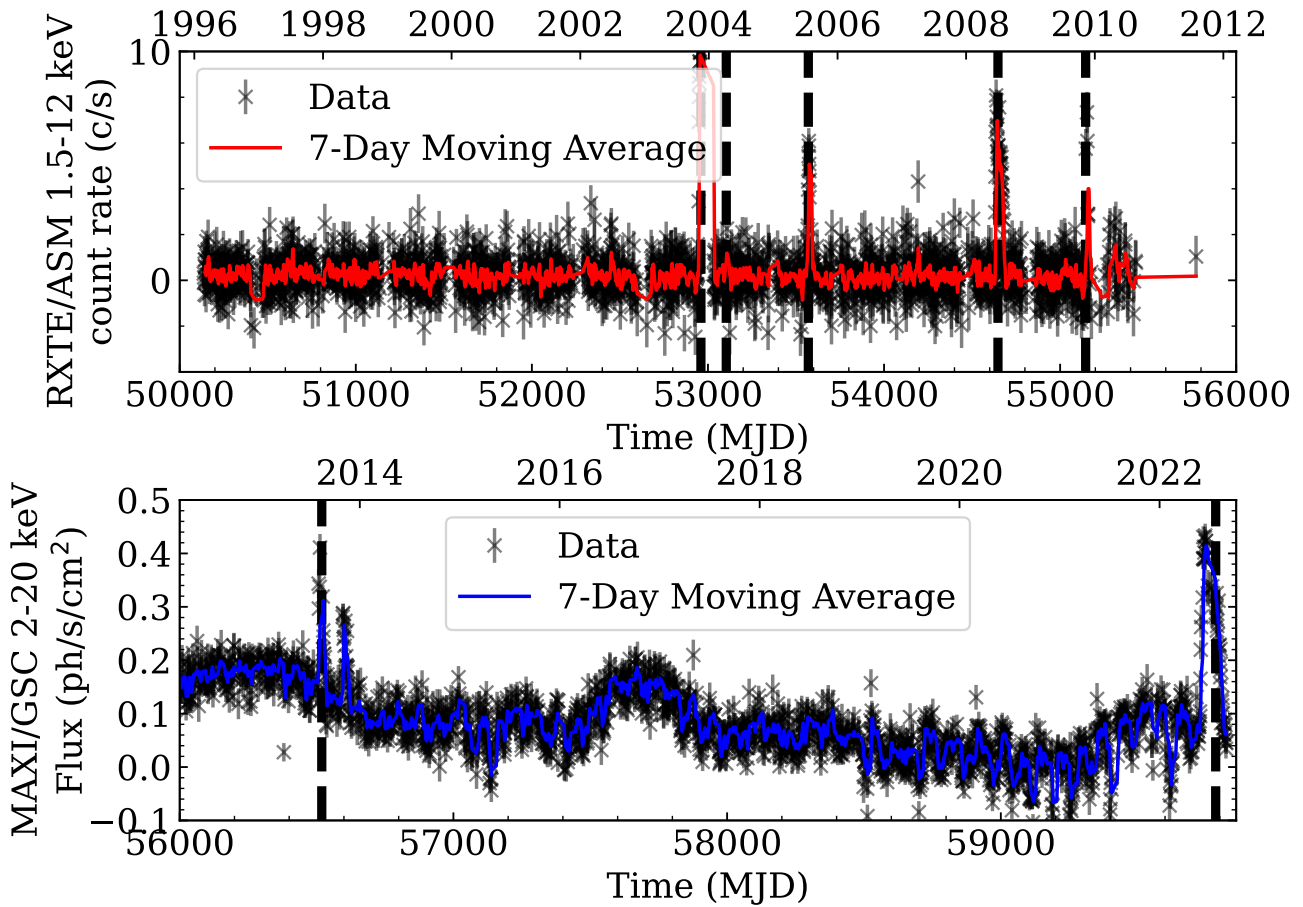 1996 1998 2000 2002 2004 2006 2008 2010 2012
RXTE/ASM 1.5-12 keV
count rate (c/s)
10
0
Data
7-Day Moving Average
50000 51000 52000 53000 54000 55000 56000
Time (MJD)
2014 2016 2018 2020 2022
MAXI/GSC 2-20 keV
Flux (ph/s/cm²)
0.5
0.4
0.3
0.2
0.1
0.0
−0.1
Data
7-Day Moving Average
56000 57000 58000 59000
Time (MJD)